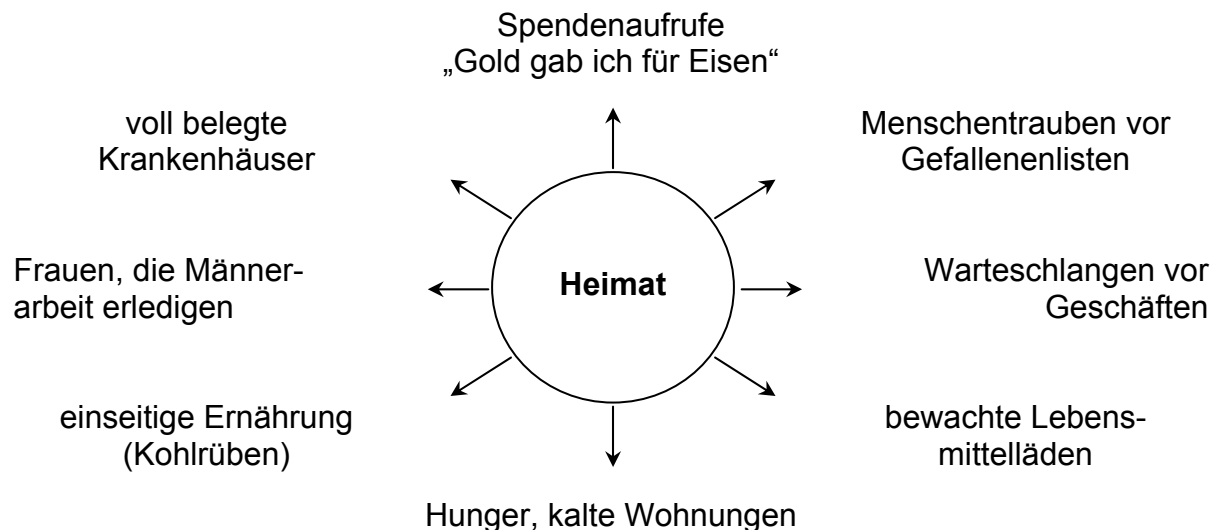 Spendenaufrufe
„Gold gab ich für Eisen“
voll belegte
Krankenhäuser
Menschentrauben vor
Gefallenenlisten
Frauen, die Männer-
arbeit erledigen
Heimat
Warteschlangen vor
Geschäften
einseitige Ernährung
(Kohlrüben)
bewachte Lebens-
mittelläden
Hunger, kalte Wohnungen